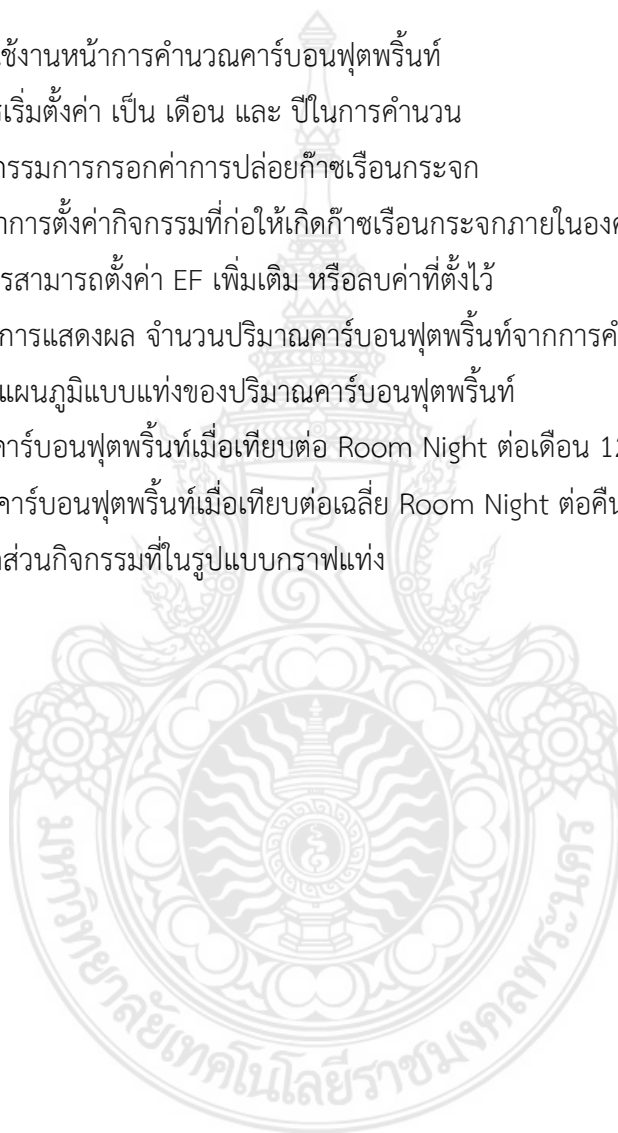 ช้งานหน้าการคำนวณคาร์บอนฟุตพริ้นท์
รเริ่มตั้งค่า เป็น เดือน และ ปีในการคำนวน
กรรมการกรอกค่าการปล่อยก๊าซเรือนกระจก
าการตั้งค่ากิจกรรมที่ก่อให้เกิดก๊าซเรือนกระจกภายในองค์
รสามารถตั้งค่า EF เพิ่มเติม หรือลบค่าที่ตั้งไว้
การแสดงผล จำนวนปริมาณคาร์บอนฟุตพริ้นท์จากการคำ
แผนภูมิแบบแท่งของปริมาณคาร์บอนฟุตพริ้นท์
คาร์บอนฟุตพริ้นท์เมื่อเทียบต่อ Room Night ต่อเดือน 12
คาร์บอนฟุตพริ้นท์เมื่อเทียบต่อเฉลี่ย Room Night ต่อคืน
ส่วนกิจกรรมที่ในรูปแบบกราฟแท่ง
มหาวิทยาลัยเทคโนโลยีราชมงคลพระนคร